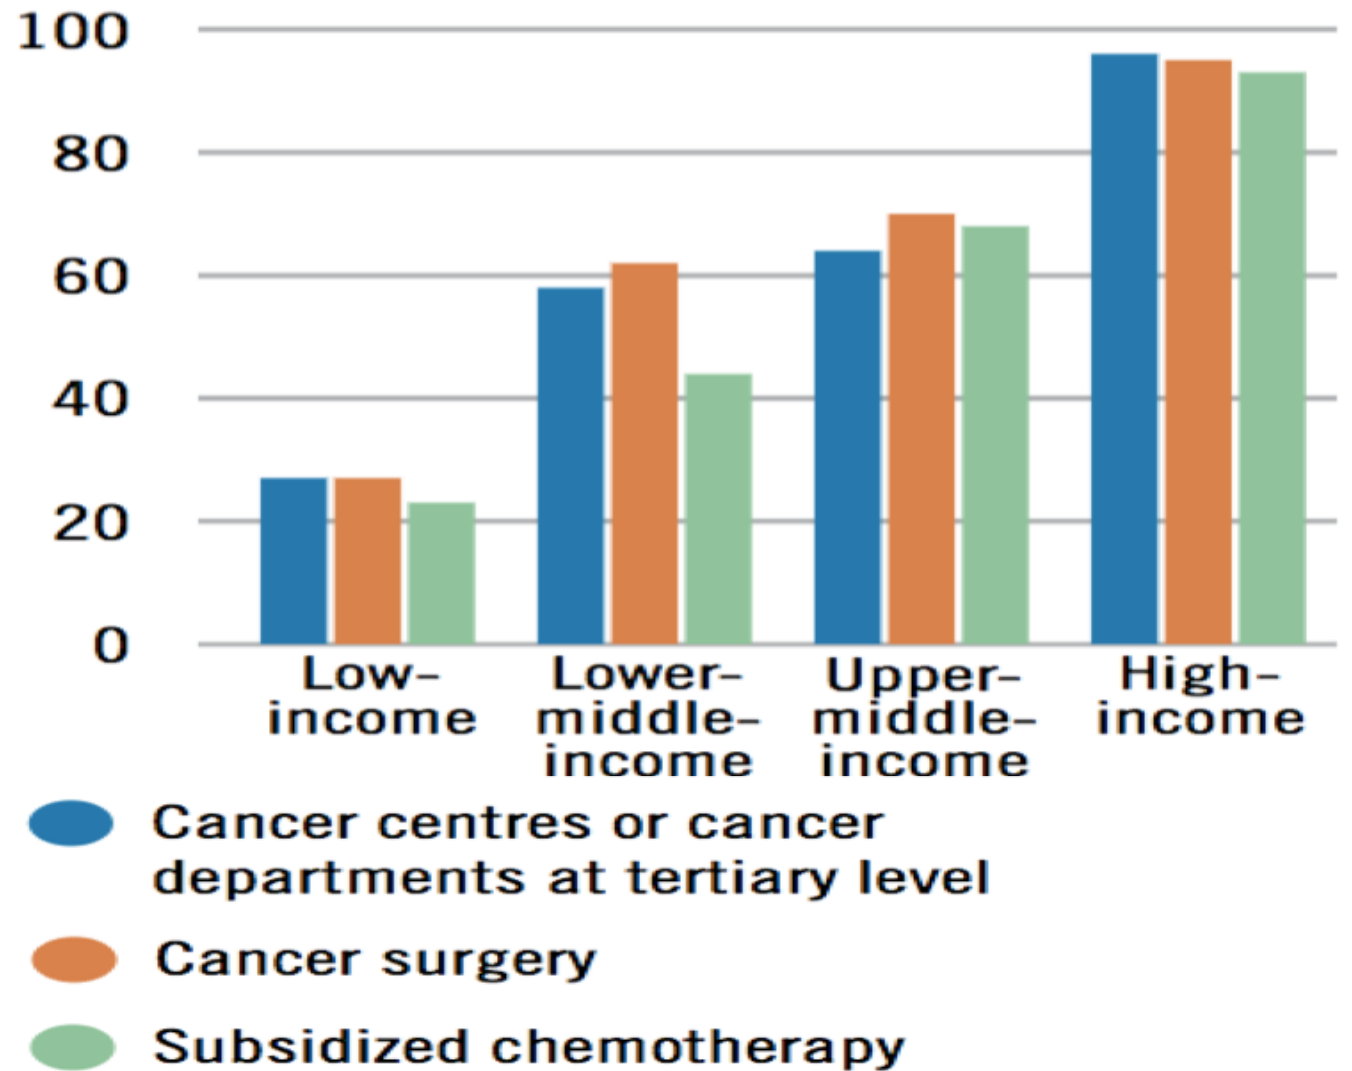 100
80
60
40
20
0
Low-
income
Lower-
middle-
income
Upper-
middle-
income
High-
income
Cancer centres or cancer
departments at tertiary level
Cancer surgery
Subsidized chemotherapy